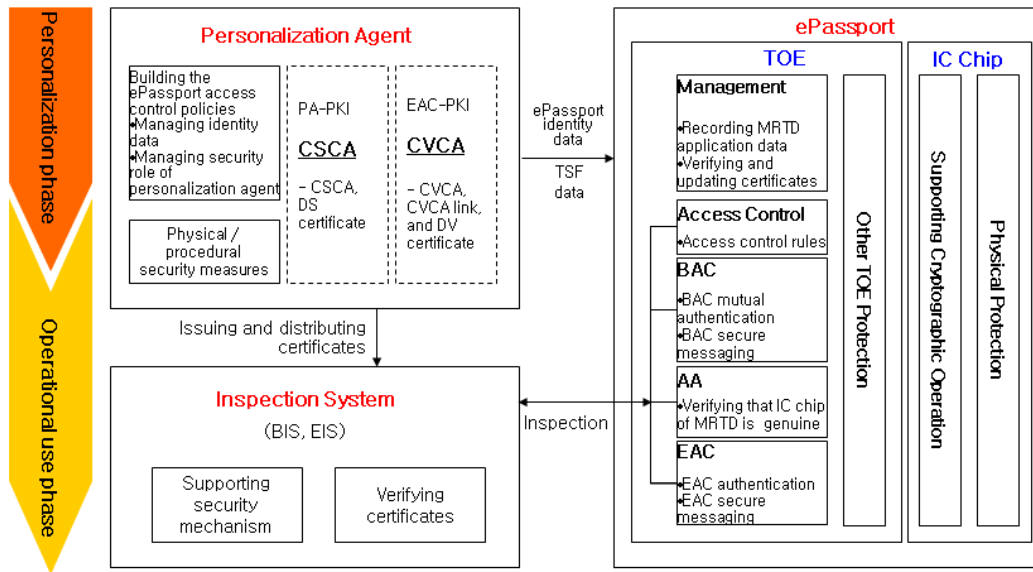 Personalization phase
Operational use phase
Personalization Agent
Building the
ePassport access
control policies
•Managing identity
data
•Managing security
role of
personalization agent
Physical /
procedural
security measures
PA-PKI
CSCA
- CSCA,
DS
certificate
EAC-PKI
CVCA
- CVCA,
CVCA link,
and DV
certificate
ePassport
identity
data
TSF
data
Issuing and distributing
certificates
Inspection System
(BIS, EIS)
Supporting
security
mechanism
Verifying
certificates
Inspection
ePassport
TOE
Management
•Recording MRTD
application data
•Verifying and
updating certificates
Access Control
•Access control rules
BAC
•BAC mutual
authentication
•BAC secure
messaging
AA
•Verifying that IC chip
of MRTD is genuine
EAC
•EAC authentication
•EAC secure
messaging
Other TOE Protection
IC Chip
Supporting Cryptographic Operation
Physical Protection